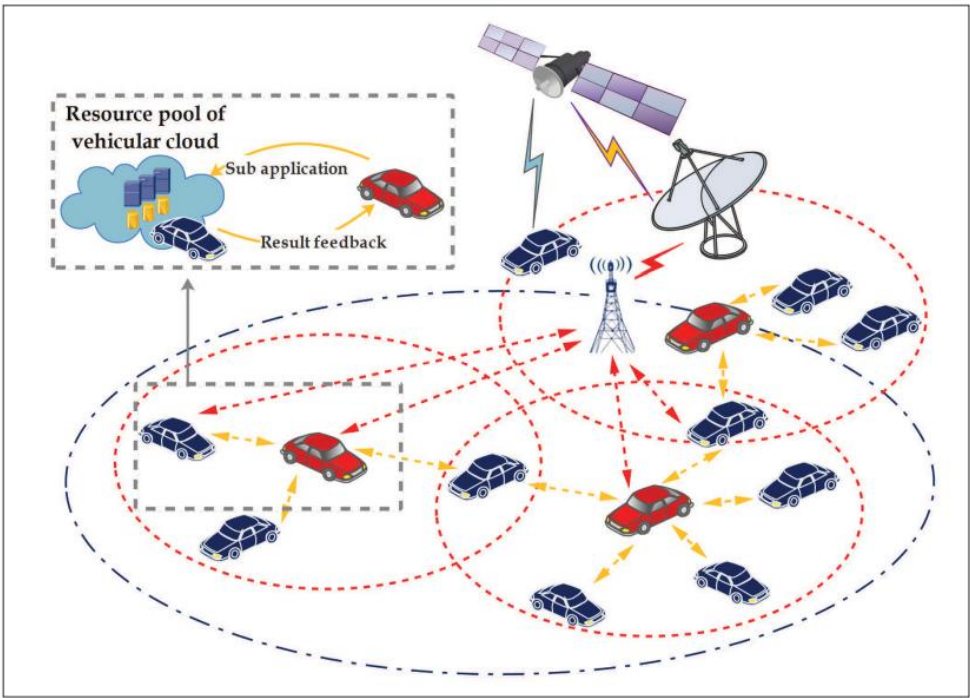 Resource pool of
vehicular cloud
Sub application
Result feedback